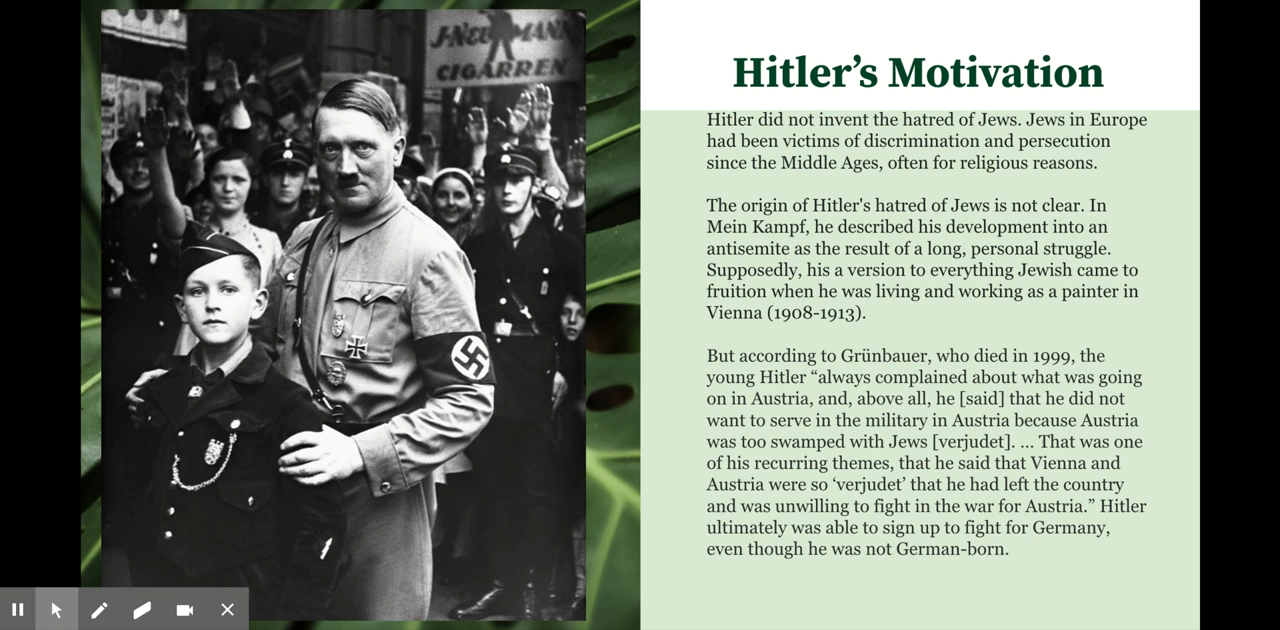 J·NEUMANN
CIGARREN
Hitler’s Motivation
Hitler did not invent the hatred of Jews. Jews in Europe
had been victims of discrimination and persecution
since the Middle Ages, often for religious reasons.
The origin of Hitler's hatred of Jews is not clear. In
Mein Kampf, he described his development into an
antisemite as the result of a long, personal struggle.
Supposedly, his a version to everything Jewish came to
fruition when he was living and working as a painter in
Vienna (1908-1913).
But according to Grünbauer, who died in 1999, the
young Hitler “always complained about what was going
on in Austria, and, above all, he [said] that he did not
want to serve in the military in Austria because Austria
was too swamped with Jews [verjudet]. ... That was one
of his recurring themes, that he said that Vienna and
Austria were so ‘verjudet’ that he had left the country
and was unwilling to fight in the war for Austria.” Hitler
ultimately was able to sign up to fight for Germany,
even though he was not German-born.